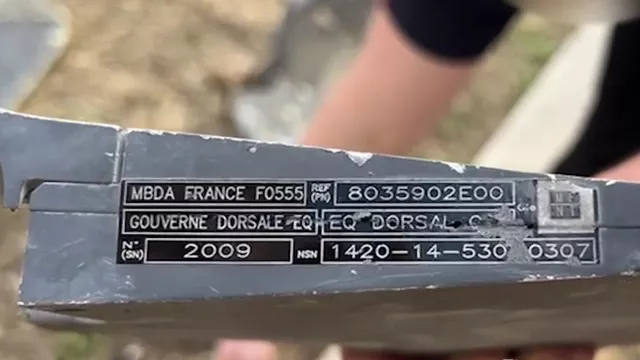 MBDA FRANCE F0555 REF (PN) 8035902E00
GOUVERNE DORSALE EQ EQ DORSAL
N° (SN) 2009 NSN 1420-14-530 0307